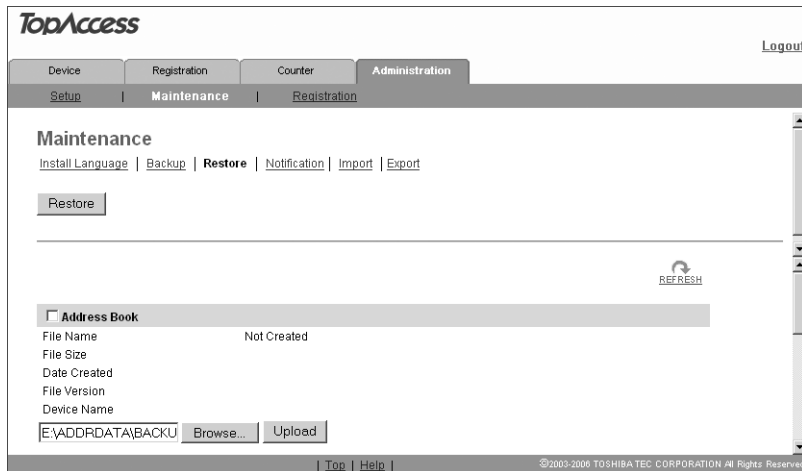 TopAccess
Logout
Device Registration Counter Administration
Setup | Maintenance | Registration
Maintenance
Install Language | Backup | Restore | Notification | Import | Export
Restore
REFRESH
Address Book
File Name Not Created
File Size
Date Created
File Version
Device Name
E:\ADDRDATA\BACKU Browse... Upload
| Top | Help | ©2003-2006 TOSHIBA TEC CORPORATION All Rights Reserved